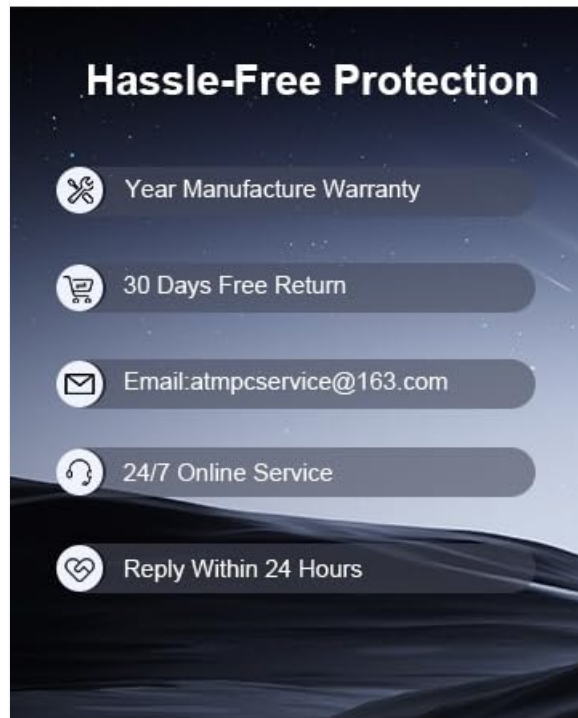 Hassle-Free Protection
Year Manufacture Warranty
30 Days Free Return
Email:atmpcservice@163.com
24/7 Online Service
Reply Within 24 Hours